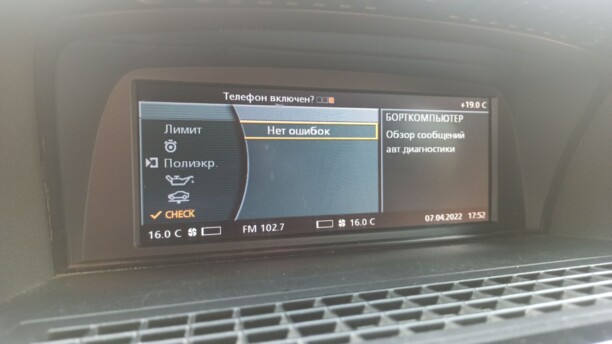 Телефон включен?
+19.0 C
Лимит
Полиэкр.
CHECK
Нет ошибок
БОРТКОМПЬЮТЕР
Обзор сообщений
авт.диагностики
16.0 C
FM 102.7
16.0 C
07.04.2022 17:52